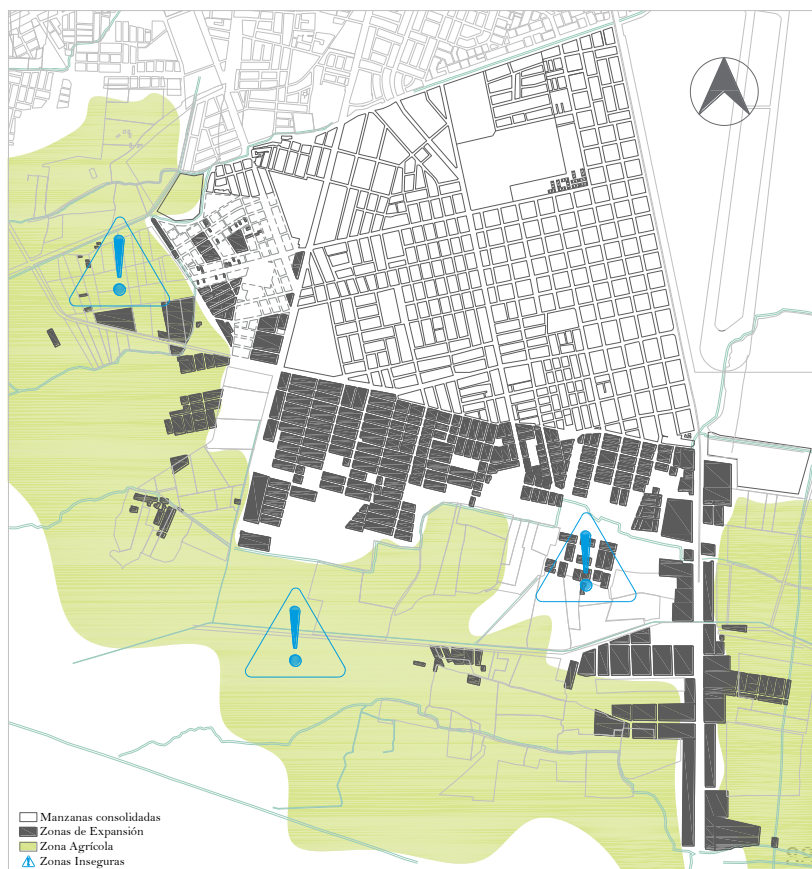 Manzanas consolidadas
Zonas de Expansión
Zona Agrícola
Zonas Inseguras